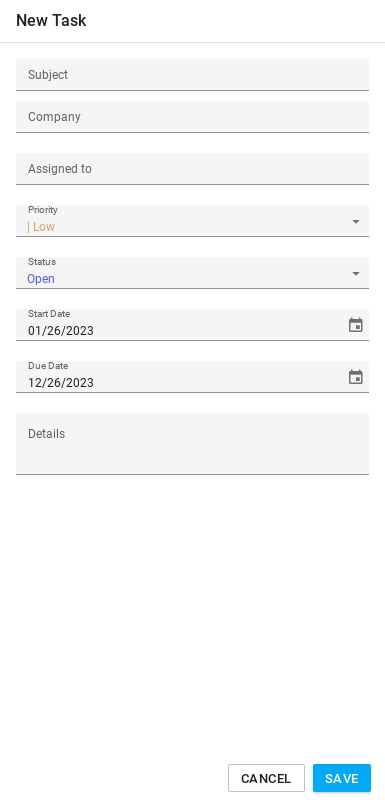 New Task
Subject
Company
Assigned to
Priority
| Low
Status
Open
Start Date
01/26/2023
Due Date
12/26/2023
Details
CANCEL SAVE